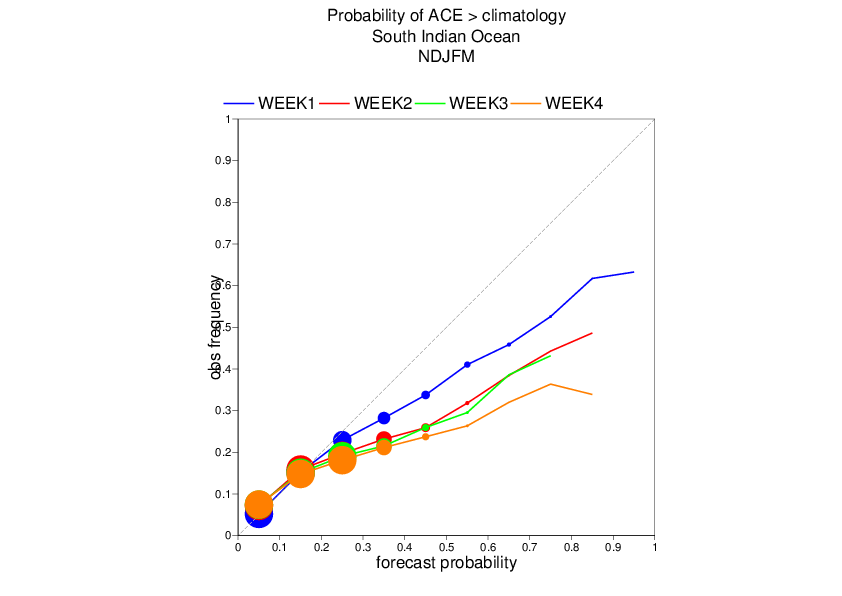 Probability of ACE > climatology
South Indian Ocean
NDJFM
WEEK1 WEEK2 WEEK3 WEEK4
1
0.9
0.8
0.7
0.6
0.5
0.4
0.3
0.2
0.1
0
obs frequency
0 0.1 0.2 0.3 0.4 0.5 0.6 0.7 0.8 0.9 1
forecast probability